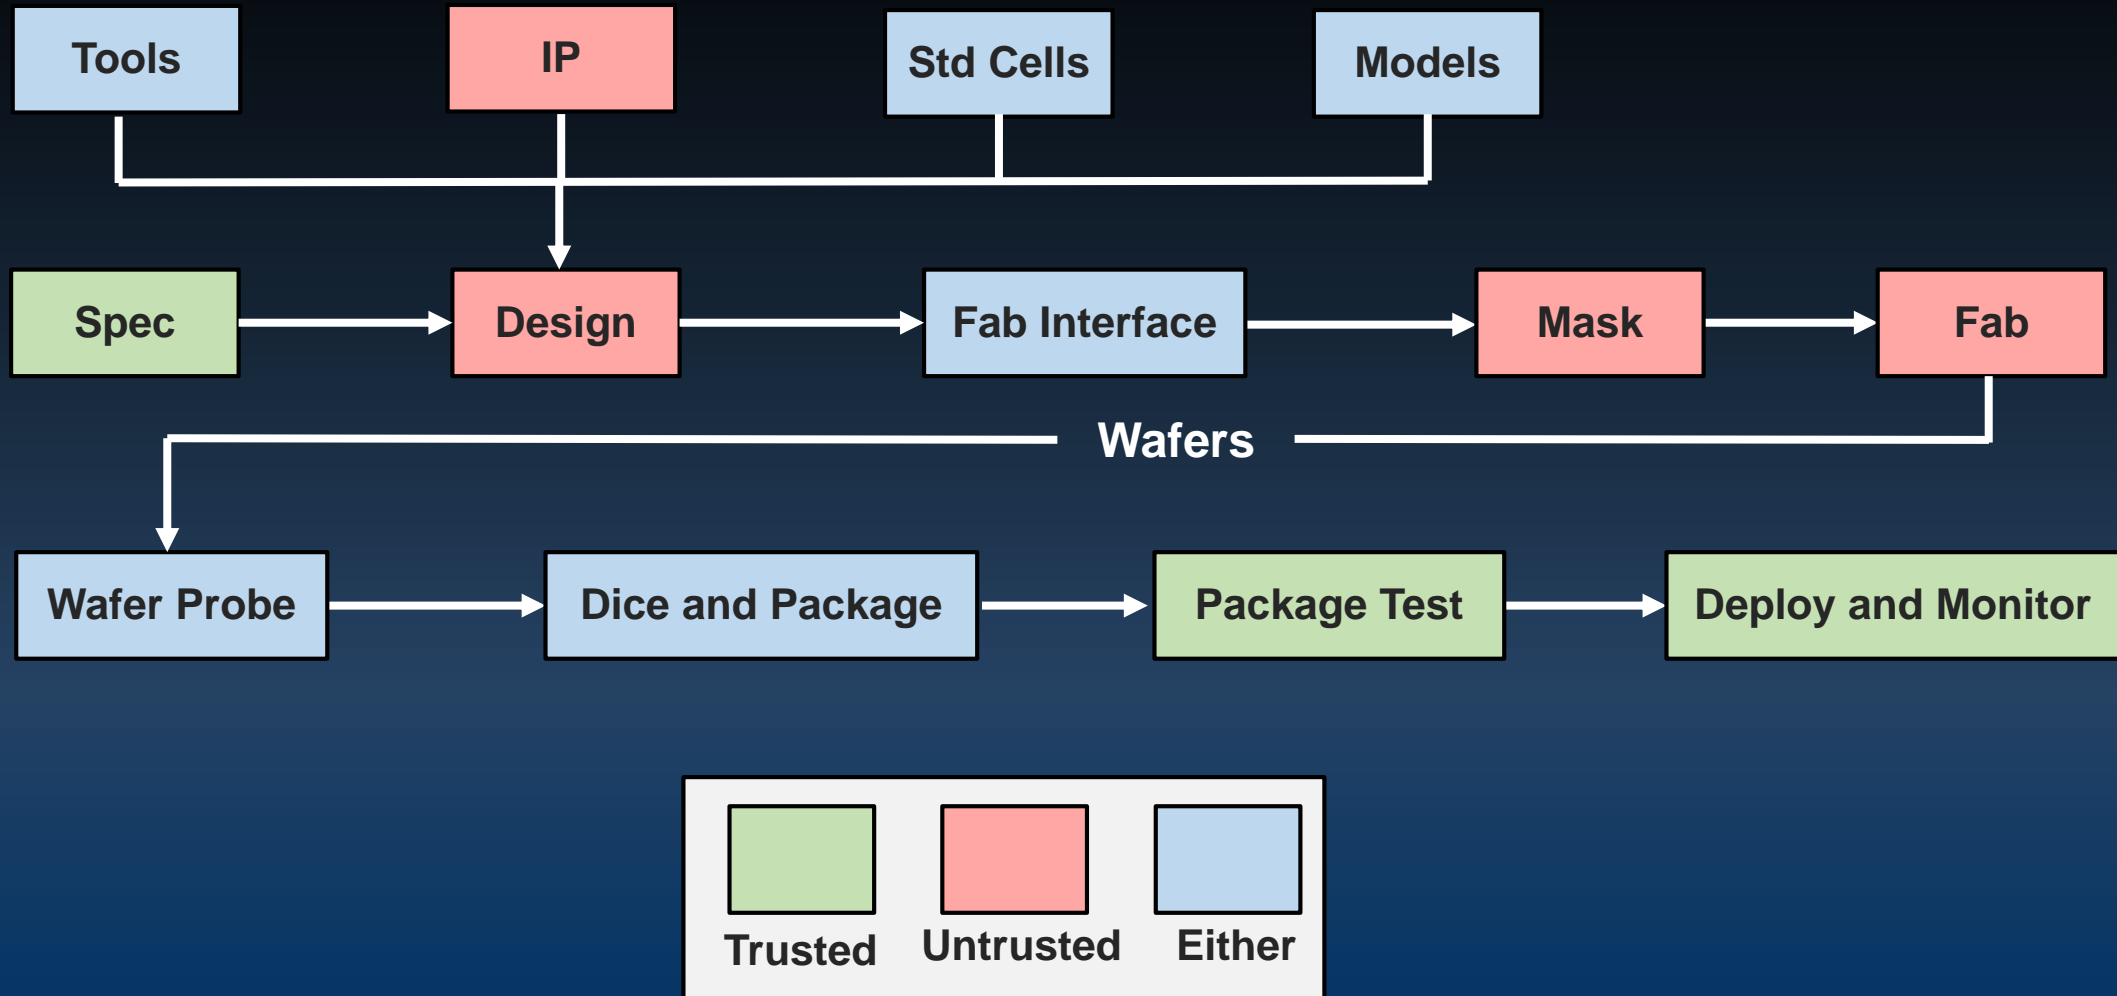 Tools
IP
Std Cells
Models
Spec
Design
Fab Interface
Mask
Fab
Wafers
Wafer Probe
Dice and Package
Package Test
Deploy and Monitor
Trusted
Untrusted
Either